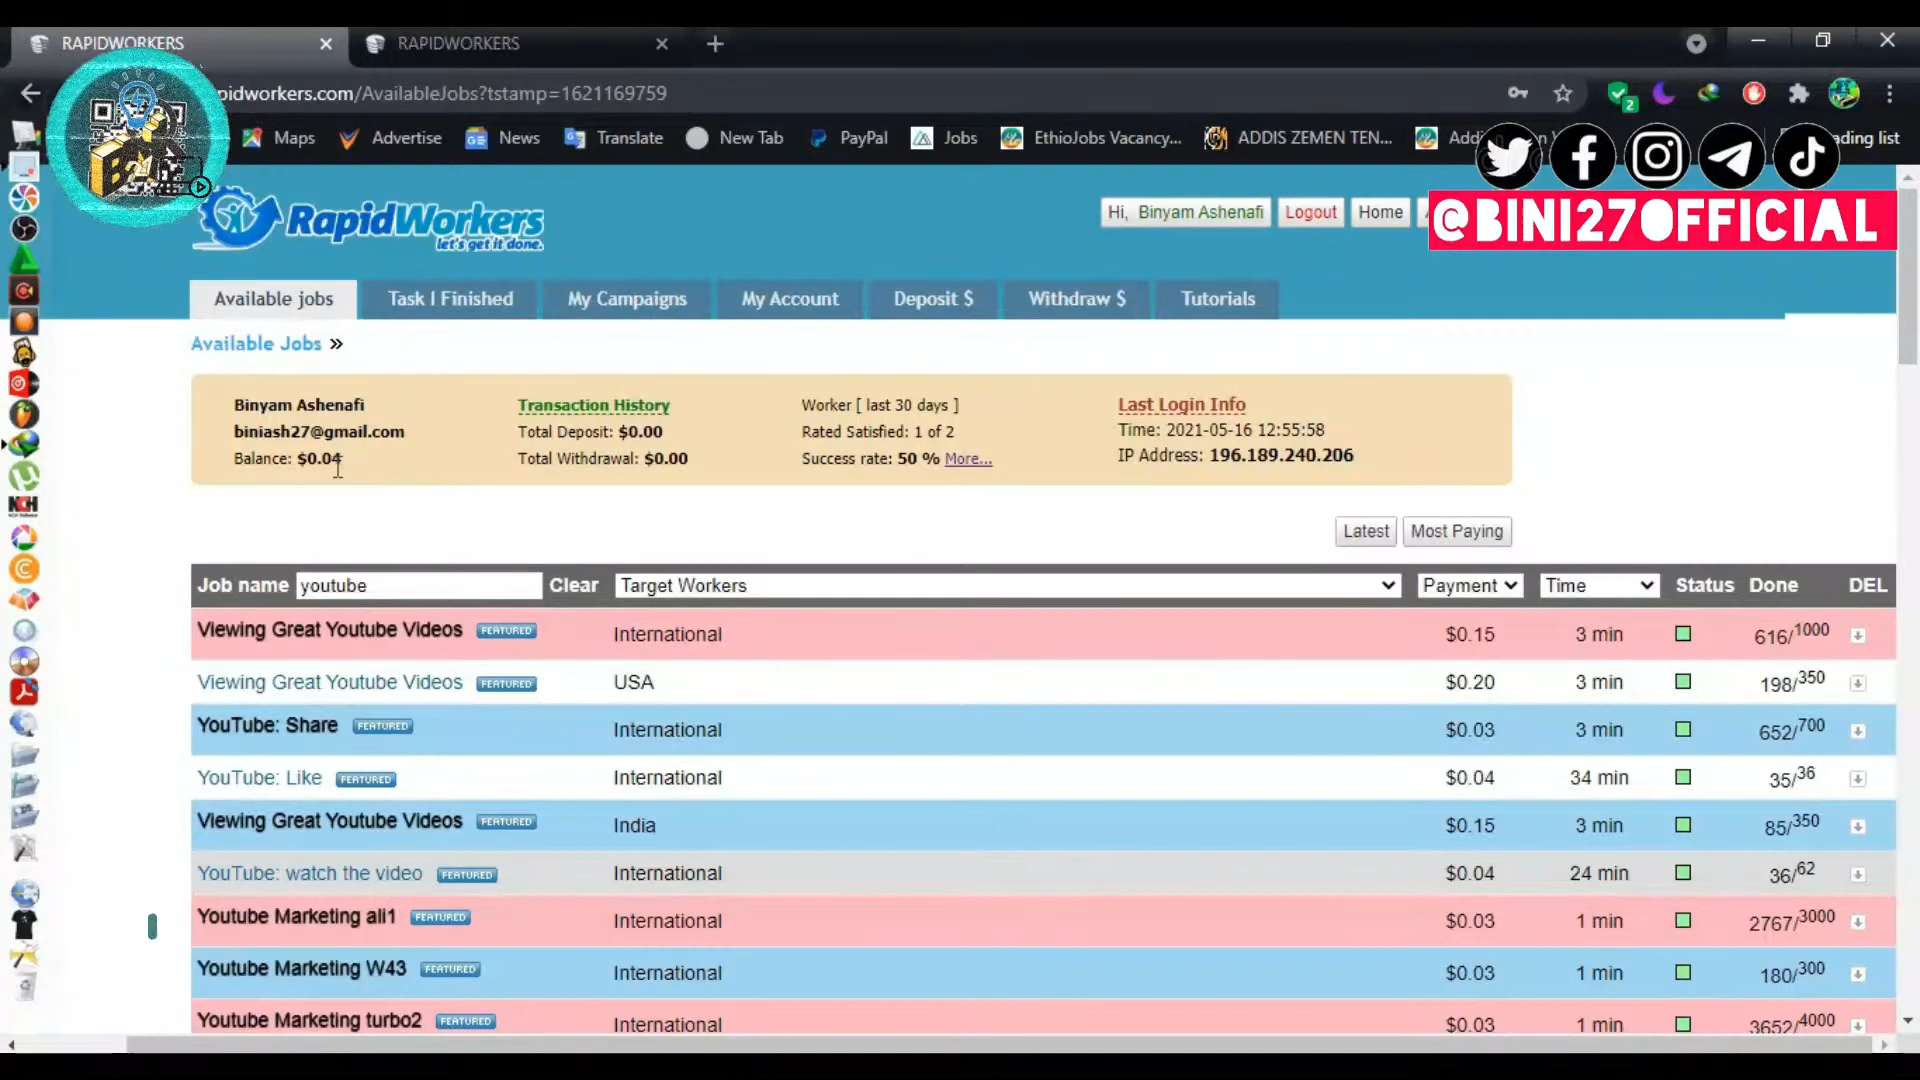 RAPIDWORKERS RAPIDWORKERS
pidworkers.com/AvailableJobs?tstamp=1621169759
Maps Advertise News Translate New Tab PayPal Jobs EthioJobs Vacancy... ADDIS ZEMEN TEN... ading list
2
RapidWorkers
let's get it done.
Hi, Binyam Ashenafi Logout Home
@BINI27OFFICIAL
Available jobs Task I Finished My Campaigns My Account Deposit $ Withdraw $ Tutorials
Available Jobs »
Binyam Ashenafi Transaction History Worker [ last 30 days ] Last Login Info
biniash27@gmail.com Total Deposit: $0.00 Rated Satisfied: 1 of 2 Time: 2021-05-16 12:55:58
Balance: $0.04 Total Withdrawal: $0.00 Success rate: 50 % More... IP Address: 196.189.240.206
Latest Most Paying
Job name youtube Clear Target Workers Payment Time Status Done DEL
Viewing Great Youtube Videos FEATURED International $0.15 3 min 616/1000
Viewing Great Youtube Videos FEATURED USA $0.20 3 min 198/350
YouTube: Share FEATURED International $0.03 3 min 652/700
YouTube: Like FEATURED International $0.04 34 min 35/36
Viewing Great Youtube Videos FEATURED India $0.15 3 min 85/350
YouTube: watch the video FEATURED International $0.04 24 min 36/62
Youtube Marketing ali1 FEATURED International $0.03 1 min 2767/3000
Youtube Marketing W43 FEATURED International $0.03 1 min 180/300
Youtube Marketing turbo2 FEATURED International $0.03 1 min 3652/4000